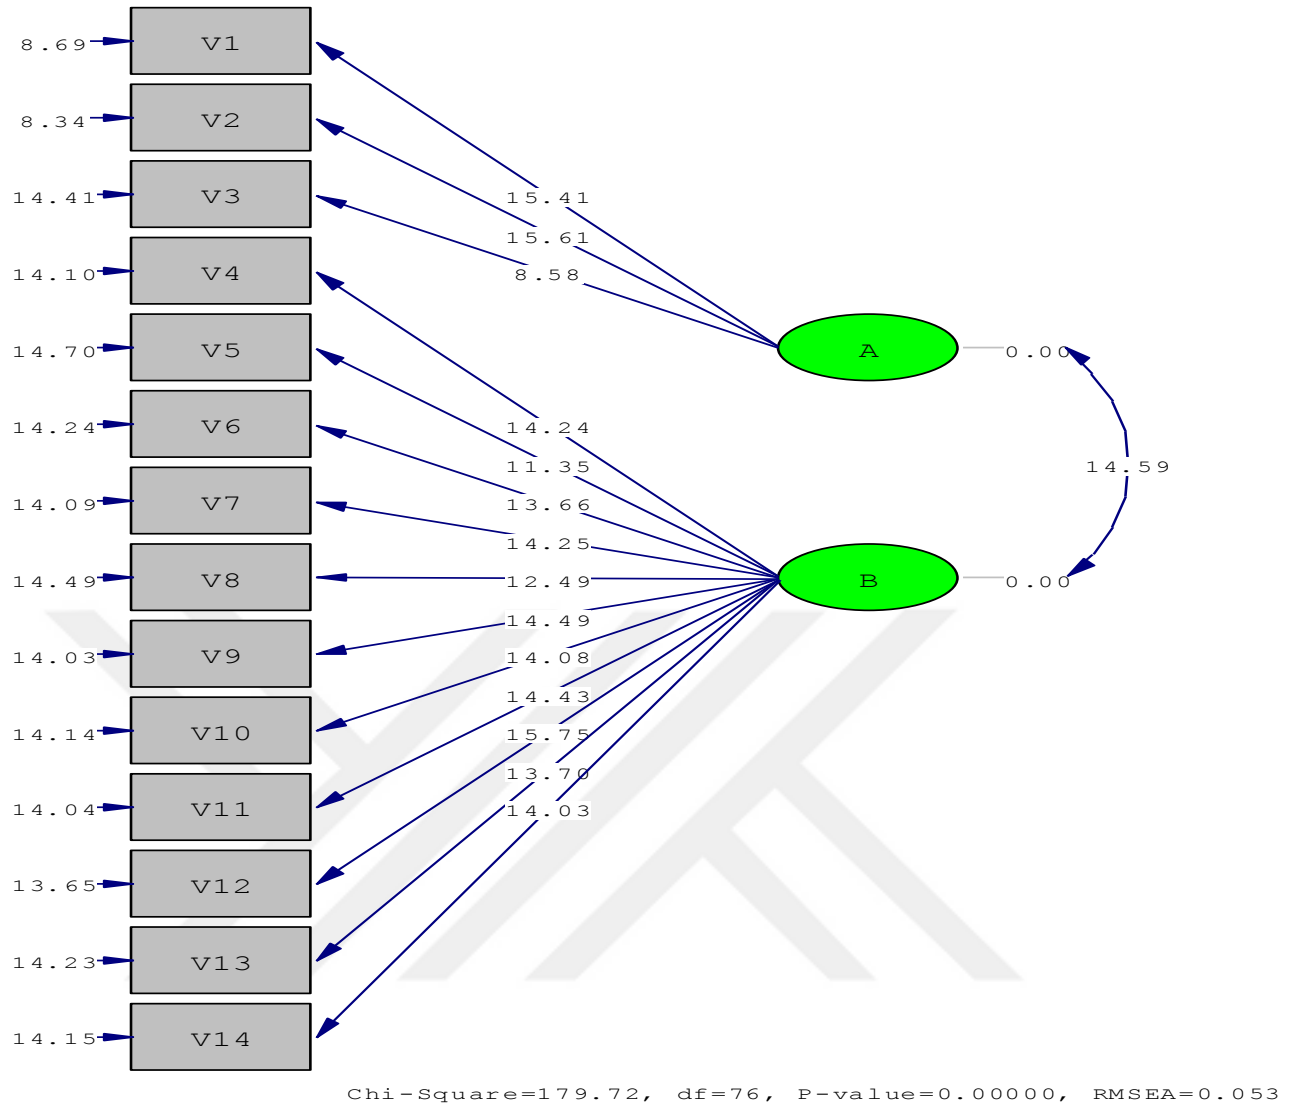 8.69 V1
8.34 V2
14.41 V3 15.41
15.61
14.10 V4 8.58
14.70 V5 A 0.00
14.24 V6 14.24
11.35 14.59
14.09 V7 13.66
14.25
14.49 V8 12.49 B 0.00
14.49
14.03 V9 14.08
14.43
14.14 V10 15.75
13.70
14.04 V11 14.03
13.65 V12
14.23 V13
14.15 V14
Chi-Square=179.72, df=76, P-value=0.00000, RMSEA=0.053